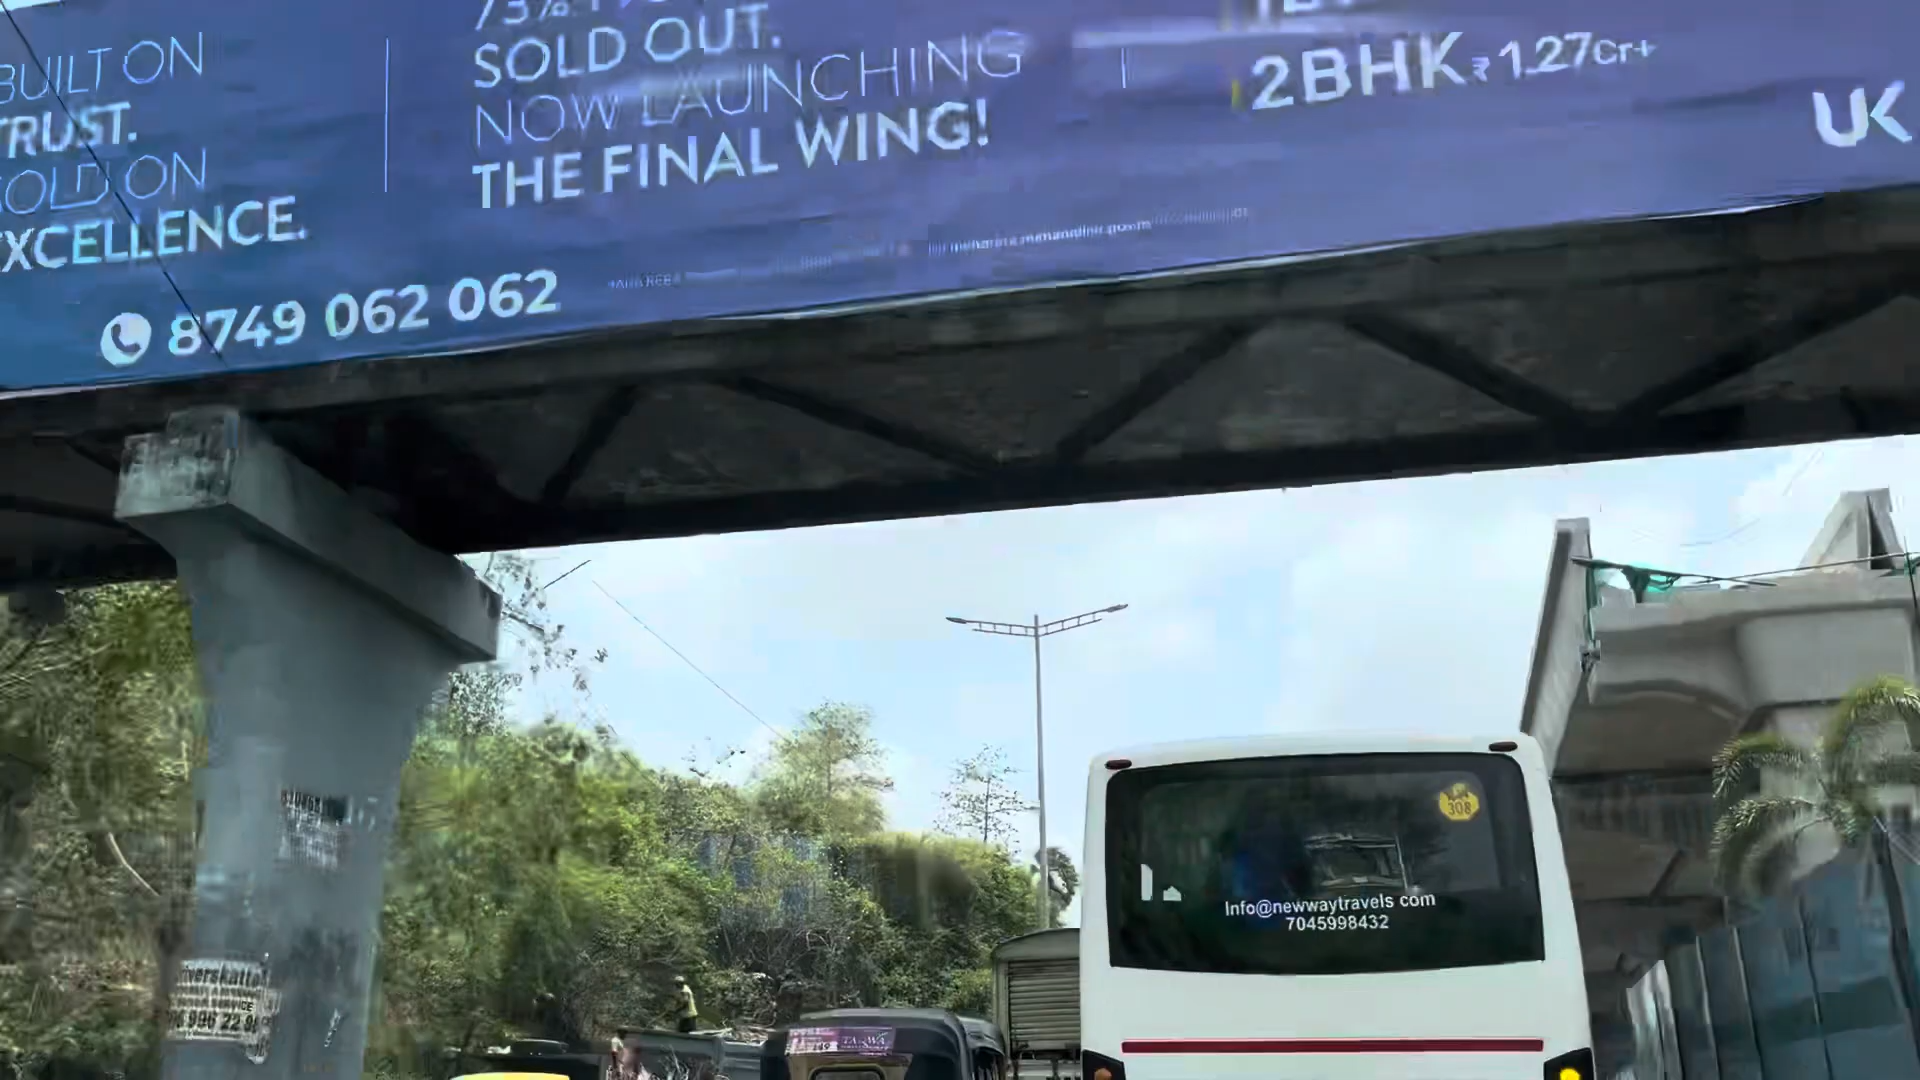 BUILT ON
TRUST.
SOLD ON
EXCELLENCE.
8749 062 062
SOLD OUT.
NOW LAUNCHING
THE FINAL WING!
2BHK ₹ 1.27Cr+
UK
308
Info@newwaytravels com
7045998432